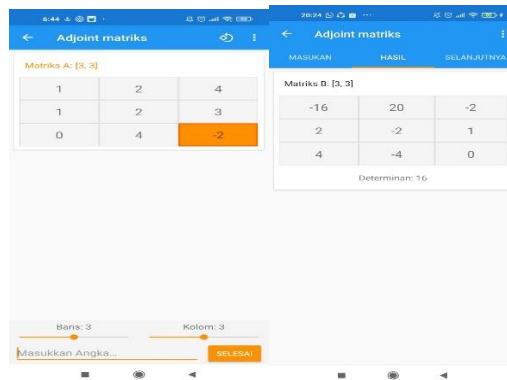 6:44
Adjoint matriks
Matriks A: [3, 3]
1 2 4
1 2 3
0 4 -2
Baris: 3 Kolom: 3
Masukkan Angka...
SELESAI
20:24
Adjoint matriks
MASUKAN HASIL SELANJUTNYA
Matriks B: [3, 3]
-16 20 -2
2 -2 1
4 -4 0
Determinan: 16